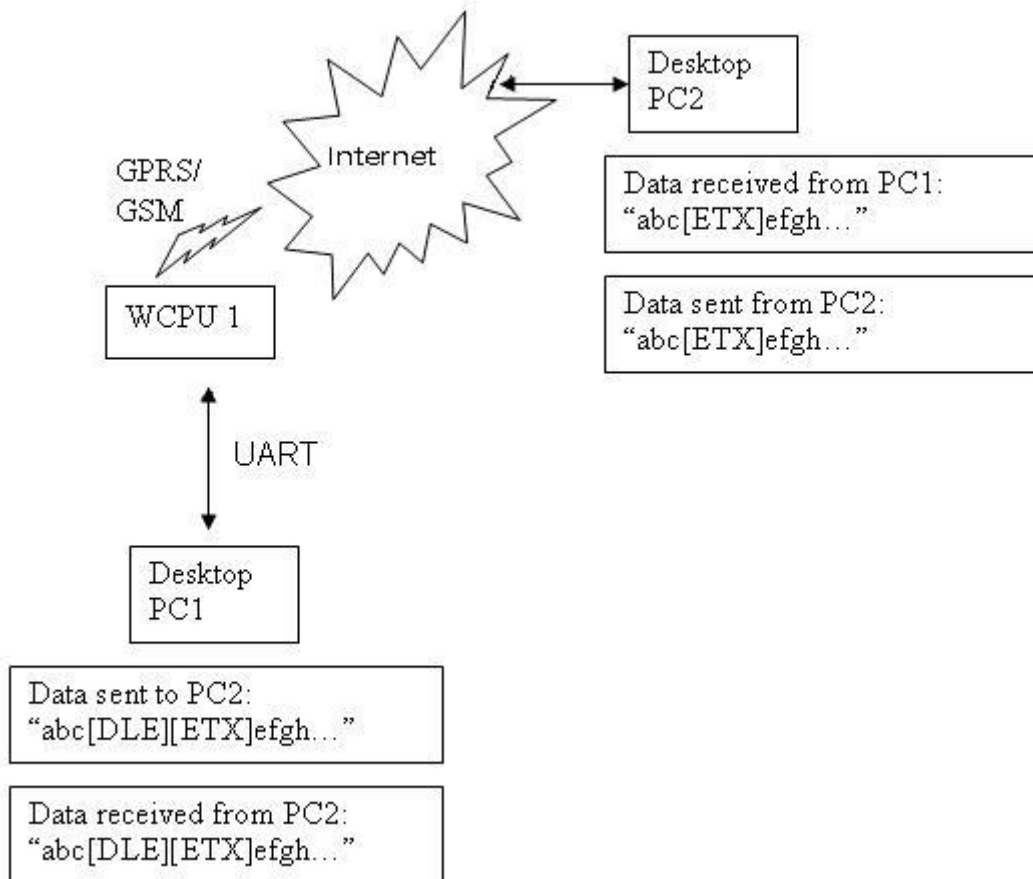 Desktop
PC2
Internet
GPRS/
GSM
Data received from PC1:
“abc[ETX]efgh…”
WCPU 1
Data sent from PC2:
“abc[ETX]efgh…”
UART
Desktop
PC1
Data sent to PC2:
“abc[DLE][ETX]efgh…”
Data received from PC2:
“abc[DLE][ETX]efgh…”